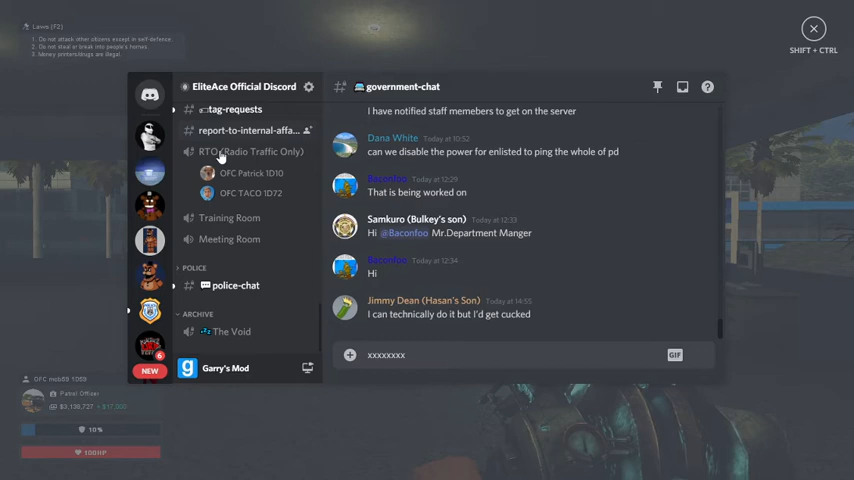 Laws [F2]
1. Do not attack other citizens except in self-defense.
2. Do not steal or break into people's homes.
3. Money printers/drugs are illegal.
SHIFT + CTRL
EliteAce Official Discord
tag-requests
report-to-internal-affa...
RTO (Radio Traffic Only)
OFC Patrick 1D10
OFC TACO 1D72
Training Room
Meeting Room
POLICE
police-chat
ARCHIVE
The Void
6
NEW
Garry's Mod
government-chat
I have notified staff memebers to get on the server
Dana White Today at 10:52
can we disable the power for enlisted to ping the whole of pd
Baconfoo Today at 12:29
That is being worked on
Samkuro (Bulkey's son) Today at 12:33
Hi @Baconfoo Mr.Department Manger
Baconfoo Today at 12:34
Hi
Jimmy Dean (Hasan's Son) Today at 14:55
I can technically do it but I'd get cucked
xxxxxxxx
GIF
Patrol Officer
10%
100HP